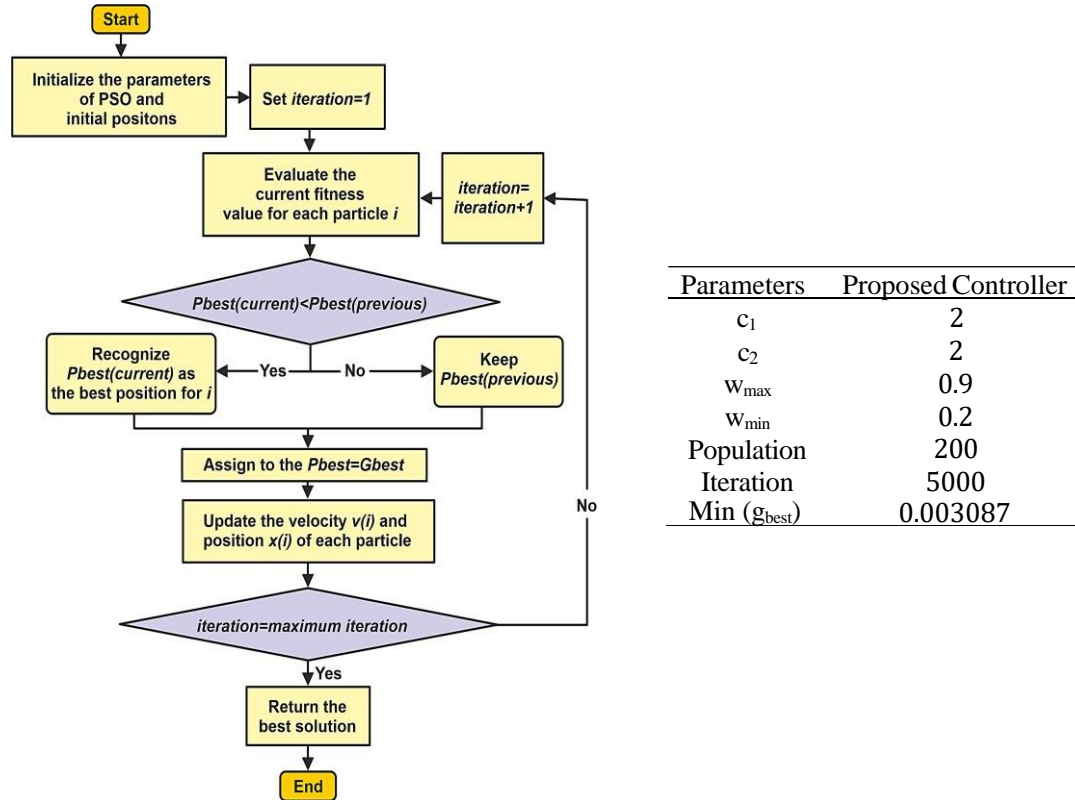 Start
Initialize the parameters
of PSO and
initial positons
Set iteration=1
Evaluate the
current fitness
value for each particle i
iteration=
iteration+1
Pbest(current)<Pbest(previous)
Recognize
Pbest(current) as
the best position for i
Yes
No
Keep
Pbest(previous)
Assign to the Pbest=Gbest
Update the velocity v(i) and
position x(i) of each particle
No
iteration=maximum iteration
Yes
Return the
best solution
End
Parameters Proposed Controller
c1 2
c2 2
wmax 0.9
wmin 0.2
Population 200
Iteration 5000
Min (gbest) 0.003087